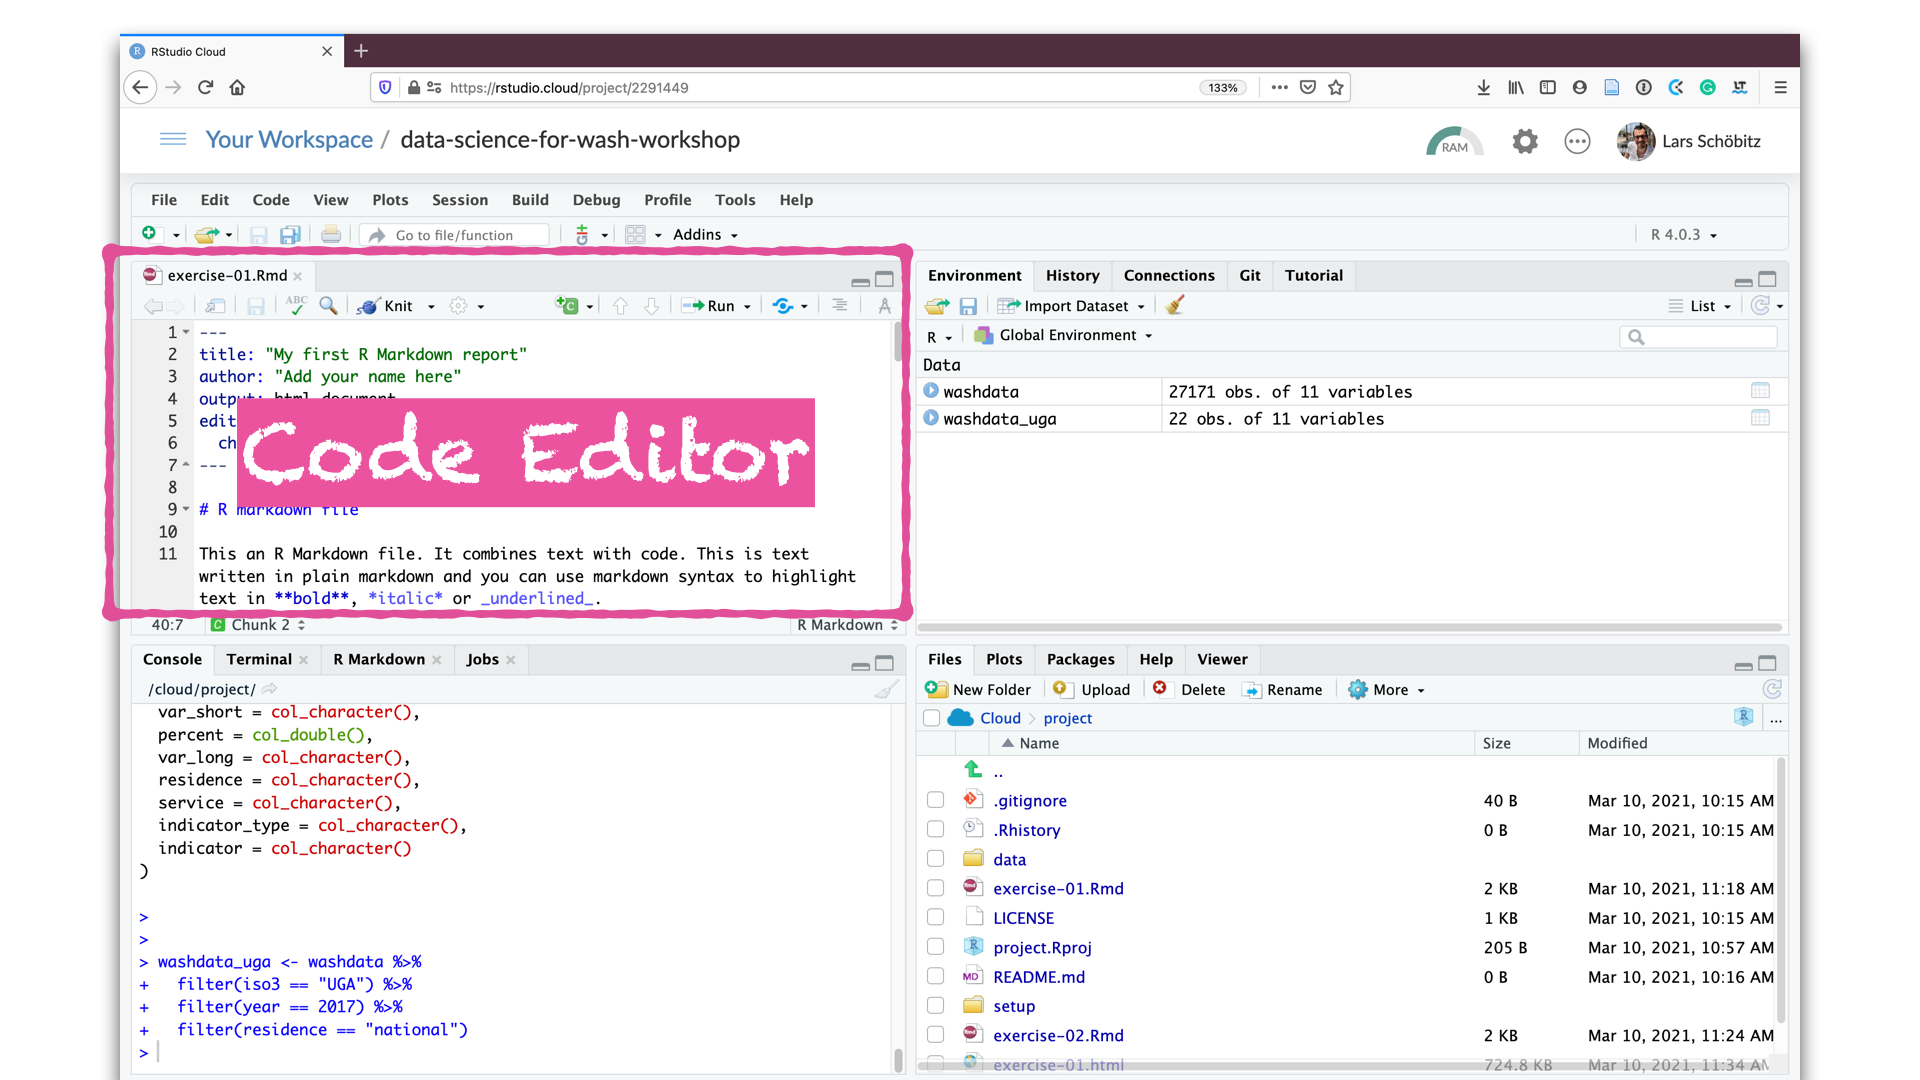 RStudio Cloud
https://rstudio.cloud/project/2291449
133%
Your Workspace / data-science-for-wash-workshop
RAM
Lars Schöbitz
File Edit Code View Plots Session Build Debug Profile Tools Help
Go to file/function
Addins
R 4.0.3
exercise-01.Rmd
ABC
Knit
Run
1 ---
2 title: "My first R Markdown report"
3 author: "Add your name here"
4 output: html_document
5 edit
6 ch
7 ---
Code Editor
8
9 # R markdown file
10
11 This an R Markdown file. It combines text with code. This is text
written in plain markdown and you can use markdown syntax to highlight
text in **bold**, *italic* or _underlined_.
40:7 Chunk 2 R Markdown
Environment History Connections Git Tutorial
Import Dataset
List
R Global Environment
Data
washdata 27171 obs. of 11 variables
washdata_uga 22 obs. of 11 variables
Console Terminal R Markdown Jobs
/cloud/project/
var_short = col_character(),
percent = col_double(),
var_long = col_character(),
residence = col_character(),
service = col_character(),
indicator_type = col_character(),
indicator = col_character()
)
>
>
> washdata_uga <- washdata %>%
+ filter(iso3 == "UGA") %>%
+ filter(year == 2017) %>%
+ filter(residence == "national")
>
Files Plots Packages Help Viewer
New Folder Upload Delete Rename More
Cloud > project ...
Name Size Modified
..
.gitignore 40 B Mar 10, 2021, 10:15 AM
.Rhistory 0 B Mar 10, 2021, 10:15 AM
data
exercise-01.Rmd 2 KB Mar 10, 2021, 11:18 AM
LICENSE 1 KB Mar 10, 2021, 10:15 AM
project.Rproj 205 B Mar 10, 2021, 10:57 AM
README.md 0 B Mar 10, 2021, 10:16 AM
setup
exercise-02.Rmd 2 KB Mar 10, 2021, 11:24 AM
exercise-01.html 724.8 KB Mar 10, 2021, 11:34 AM